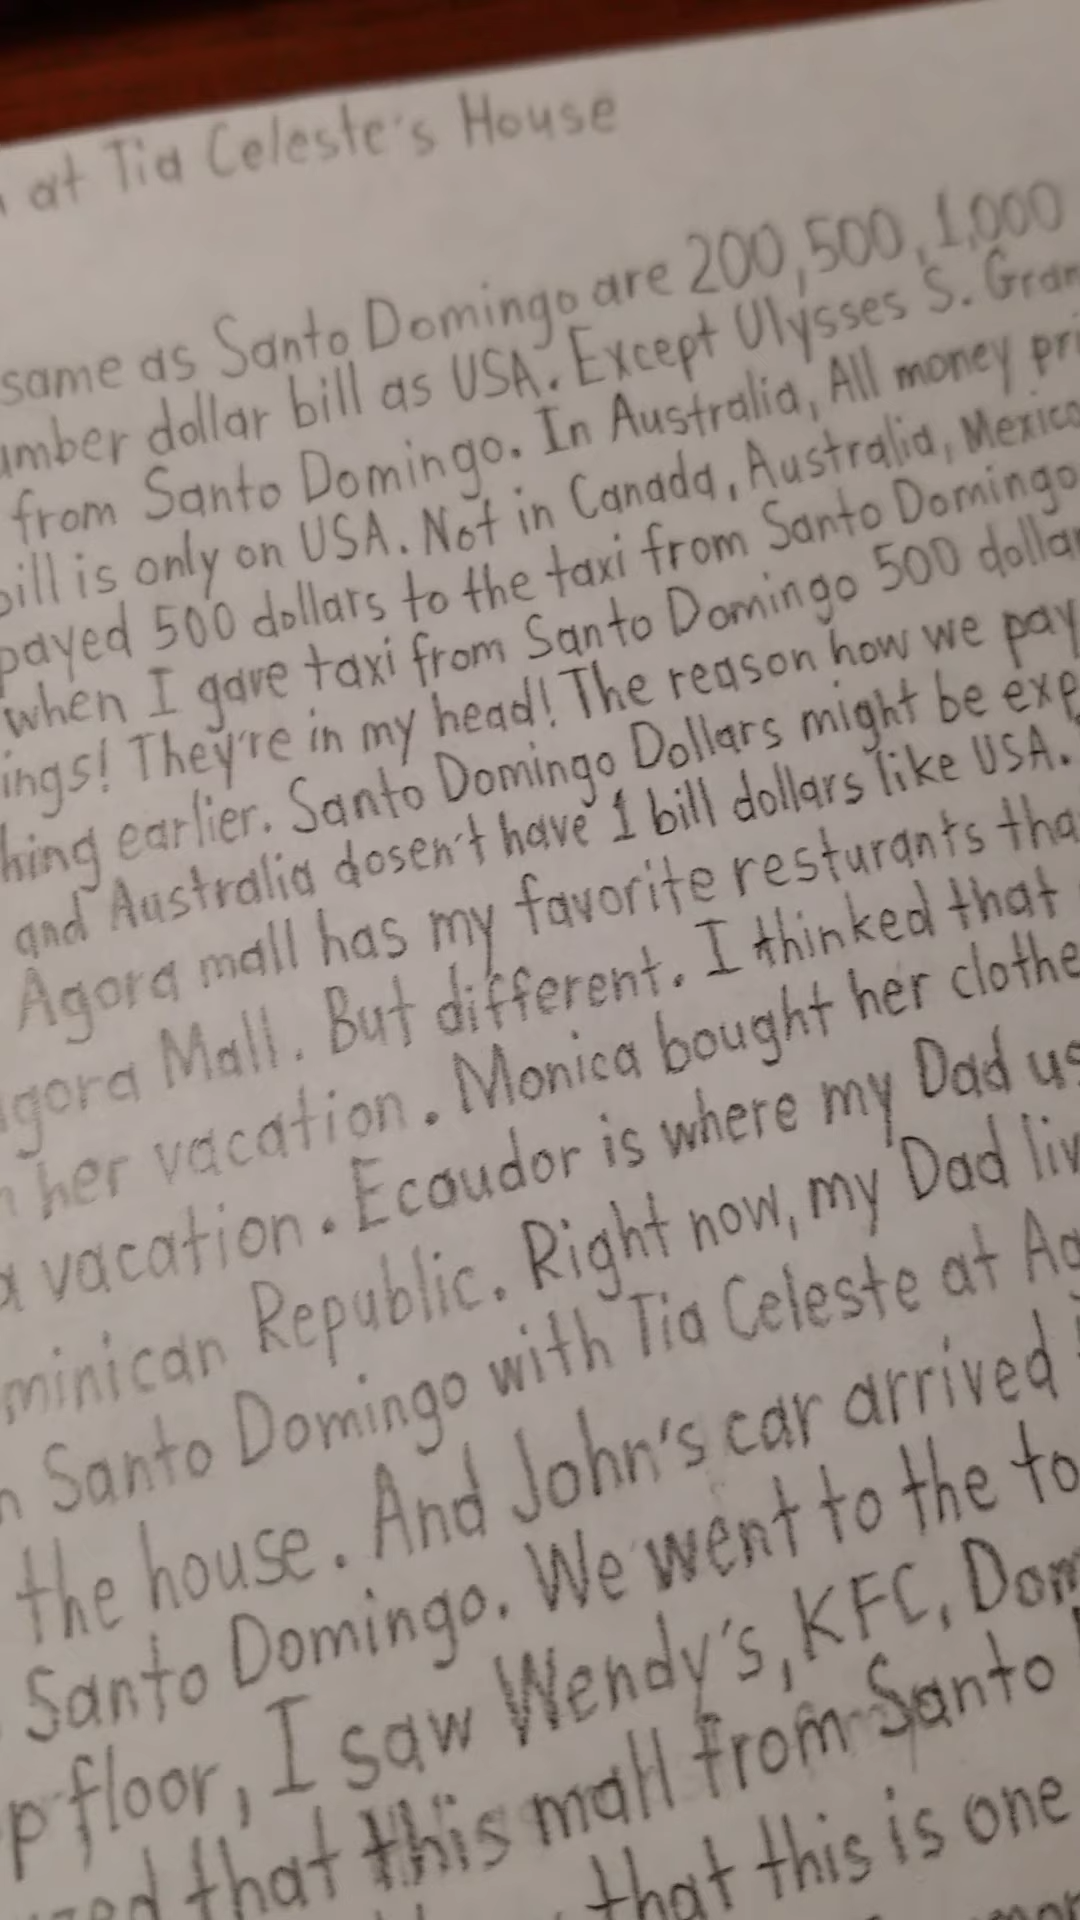 at Tia Celeste's House
same as Santo Domingo are 200,500,1,000
dollar bill as USA. Except Ulysses S.
from Santo Domingo. In Australia, All money
is only on USA. Not in Canada, Australia, Mexico
payed 500 dollars to the taxi from Santo Domingo
when I gave taxi from Santo Domingo 500
They're in my head! The reason how we pay
earlier. Santo Domingo Dollars might be
and Australia dosen't have 1 bill dollars like USA.
Agora mall has my favorite resturants
Mall. But different. I thinked that
her vacation. Monica bought her
vacation. Ecaudor is where my Dad
Republic. Right now, my Dad
Santo Domingo with Tia Celeste at
the house. And John's car arrived
Santo Domingo. We went to the
floor, I saw Wendy's, KFC,
that this mall from Santo
that this is one